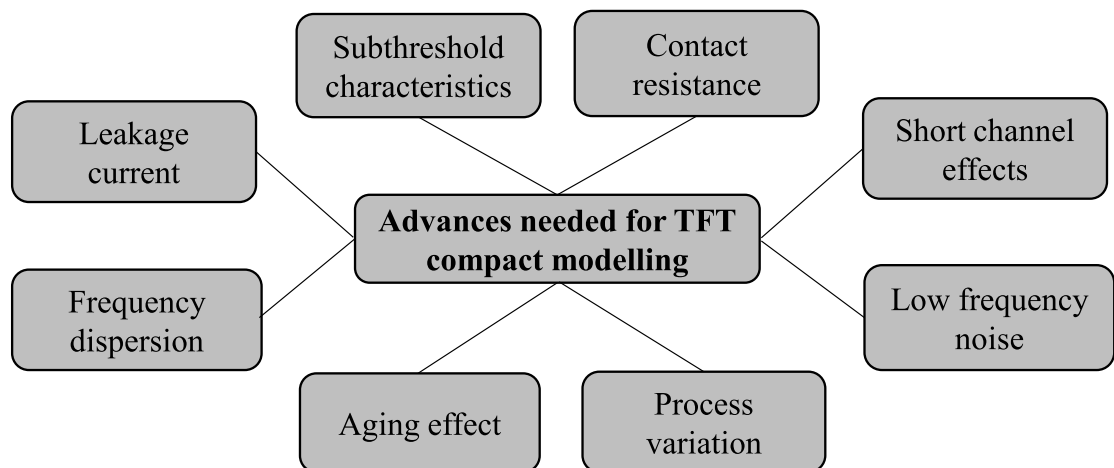 Subthreshold
characteristics
Contact
resistance
Leakage
current
Short channel
effects
Advances needed for TFT
compact modelling
Frequency
dispersion
Low frequency
noise
Aging effect
Process
variation